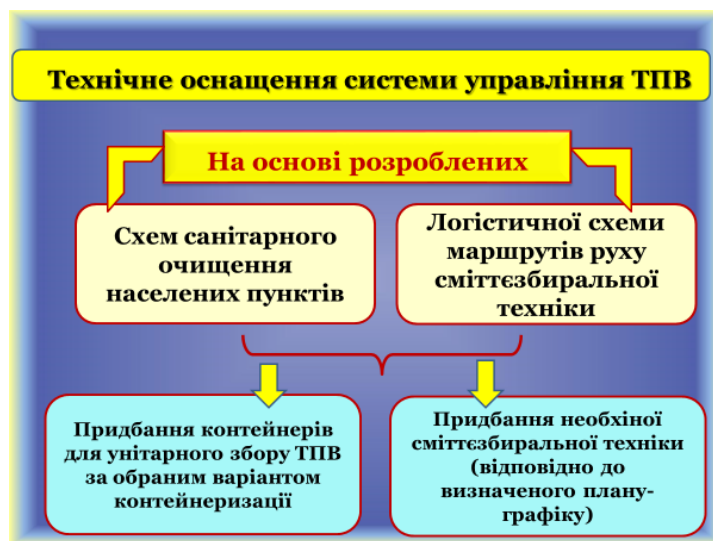 Технічне оснащення системи управління ТПВ
На основі розроблених
Схем санітарного
очищення
населених пунктів
Логістичної схеми
маршрутів руху
сміттєзбиральної
техніки
Придбання контейнерів
для унітарного збору ТПВ
за обраним варіантом
контейнеризації
Придбання необхіної
сміттєзбиральної техніки
(відповідно до
визначеного плану-
графіку)